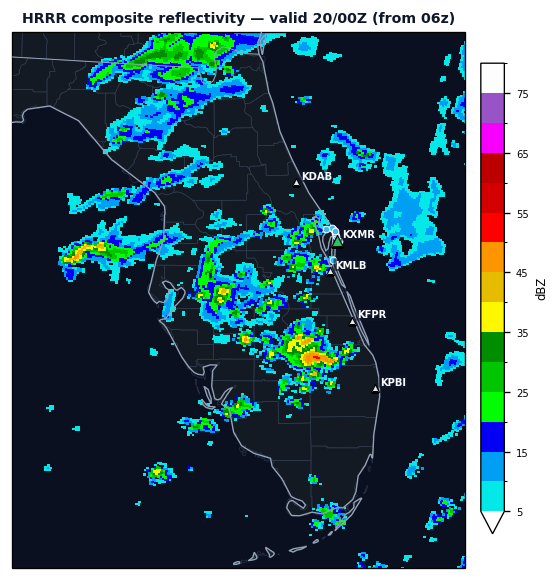 HRRR composite reflectivity — valid 20/00Z (from 06z)
KDAB
KXMR
KMLB
KFPR
KPBI
75
65
55
45
35
25
15
5
dBZ